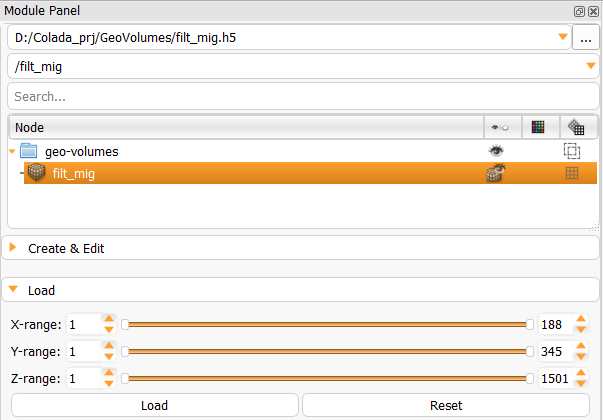 Module Panel
D:/Colada_prj/GeoVolumes/filt_mig.h5 ...
/filt_mig
Search...
Node
geo-volumes
filt_mig
Create & Edit
Load
X-range: 1 188
Y-range: 1 345
Z-range: 1 1501
Load Reset